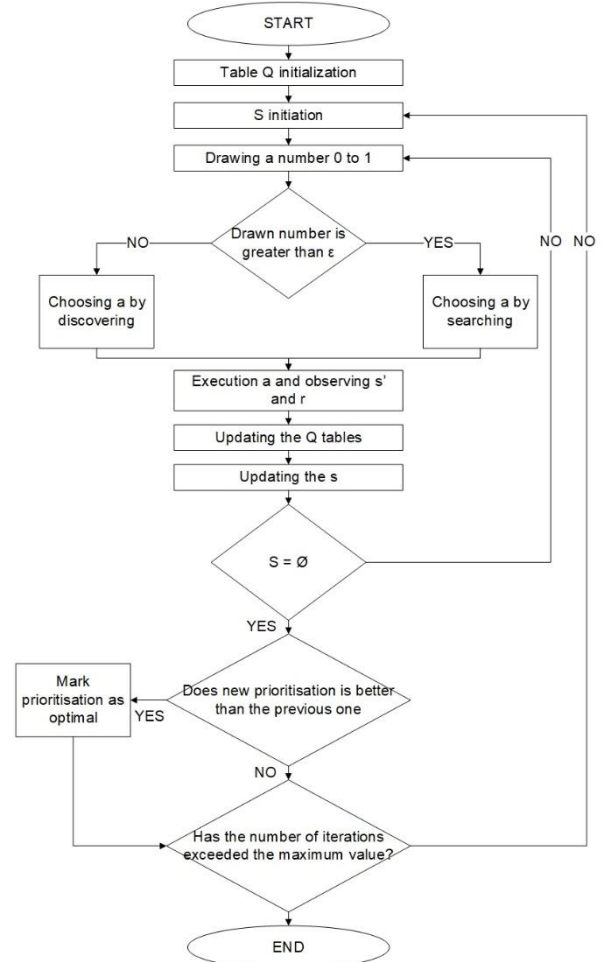 START
Table Q initialization
S initiation
Drawing a number 0 to 1
Drawn number is
greater than ε
NO
YES
NO
NO
Choosing a by
discovering
Choosing a by
searching
Execution a and observing s'
and r
Updating the Q tables
Updating the s
S = Ø
YES
Does new prioritisation is better
than the previous one
Mark
prioritisation as
optimal
YES
NO
Has the number of iterations
exceeded the maximum value?
END